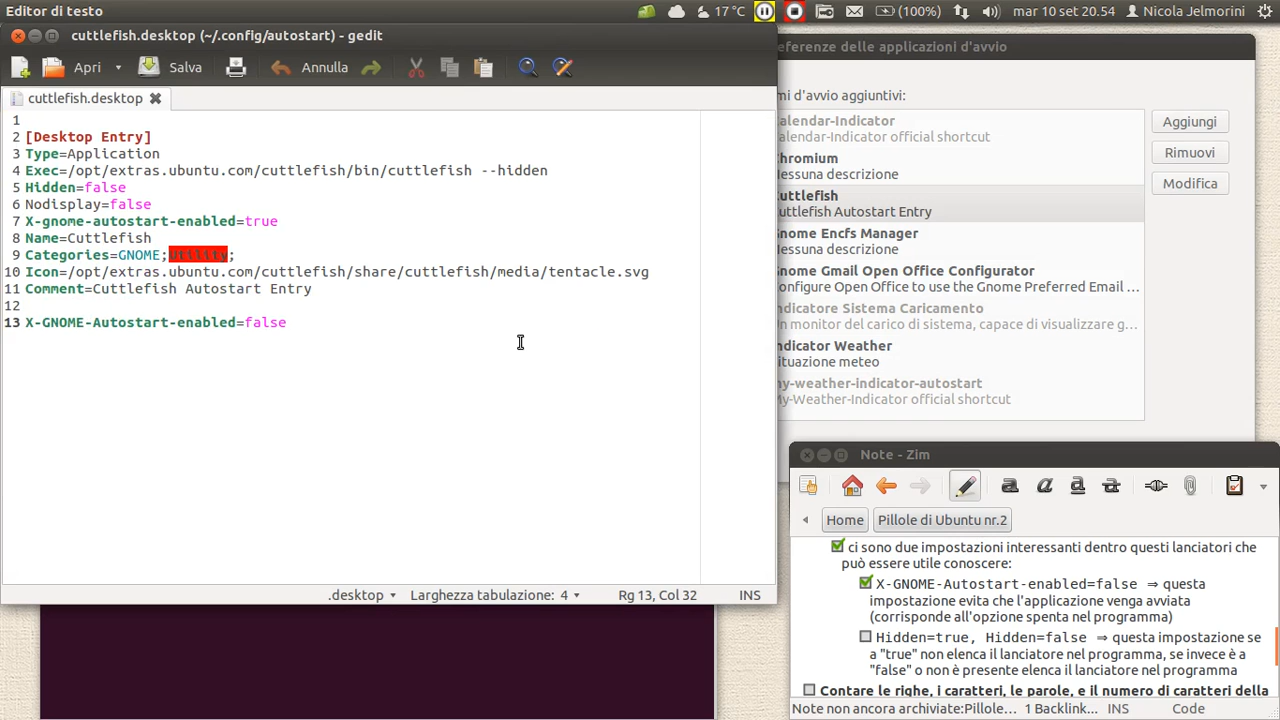 Editor di testo
17 °C
(100%)
mar 10 set 20.54
Nicola Jelmorini
cuttlefish.desktop (~/.config/autostart) - gedit
Apri
Salva
Annulla
cuttlefish.desktop
1
2 [Desktop Entry]
3 Type=Application
4 Exec=/opt/extras.ubuntu.com/cuttlefish/bin/cuttlefish --hidden
5 Hidden=false
6 Nodisplay=false
7 X-gnome-autostart-enabled=true
8 Name=Cuttlefish
9 Categories=GNOME;Utility;
10 Icon=/opt/extras.ubuntu.com/cuttlefish/share/cuttlefish/media/tentacle.svg
11 Comment=Cuttlefish Autostart Entry
12
13 X-GNOME-Autostart-enabled=false
.desktop
Larghezza tabulazione: 4
Rg 13, Col 32
INS
eferenze delle applicazioni d'avvio
mi d'avvio aggiuntivi:
alendar-Indicator
alendar-Indicator official shortcut
hromium
Nessuna descrizione
uttlefish
uttlefish Autostart Entry
Gnome Encfs Manager
Nessuna descrizione
Gnome Gmail Open Office Configurator
onfigure Open Office to use the Gnome Preferred Email ...
ndicatore Sistema Caricamento
n monitor del carico di sistema, capace di visualizzare g...
ndicator Weather
ituazione meteo
y-weather-indicator-autostart
y-Weather-Indicator official shortcut
Aggiungi
Rimuovi
Modifica
Note - Zim
Home
Pillole di Ubuntu nr.2
ci sono due impostazioni interessanti dentro questi lanciatori che
può essere utile conoscere:
X-GNOME-Autostart-enabled=false ⇒ questa
impostazione evita che l'applicazione venga avviata
(corrisponde all'opzione spenta nel programma)
Hidden=true, Hidden=false ⇒ questa impostazione se
a "true" non elenca il lanciatore nel programma, se invece è a
"false" o non è presente elenca il lanciatore nel programma
Contare le righe, i caratteri, le parole, e il numero di caratteri della
Note non ancora archiviate:Pillole...
1 Backlink...
INS
Code